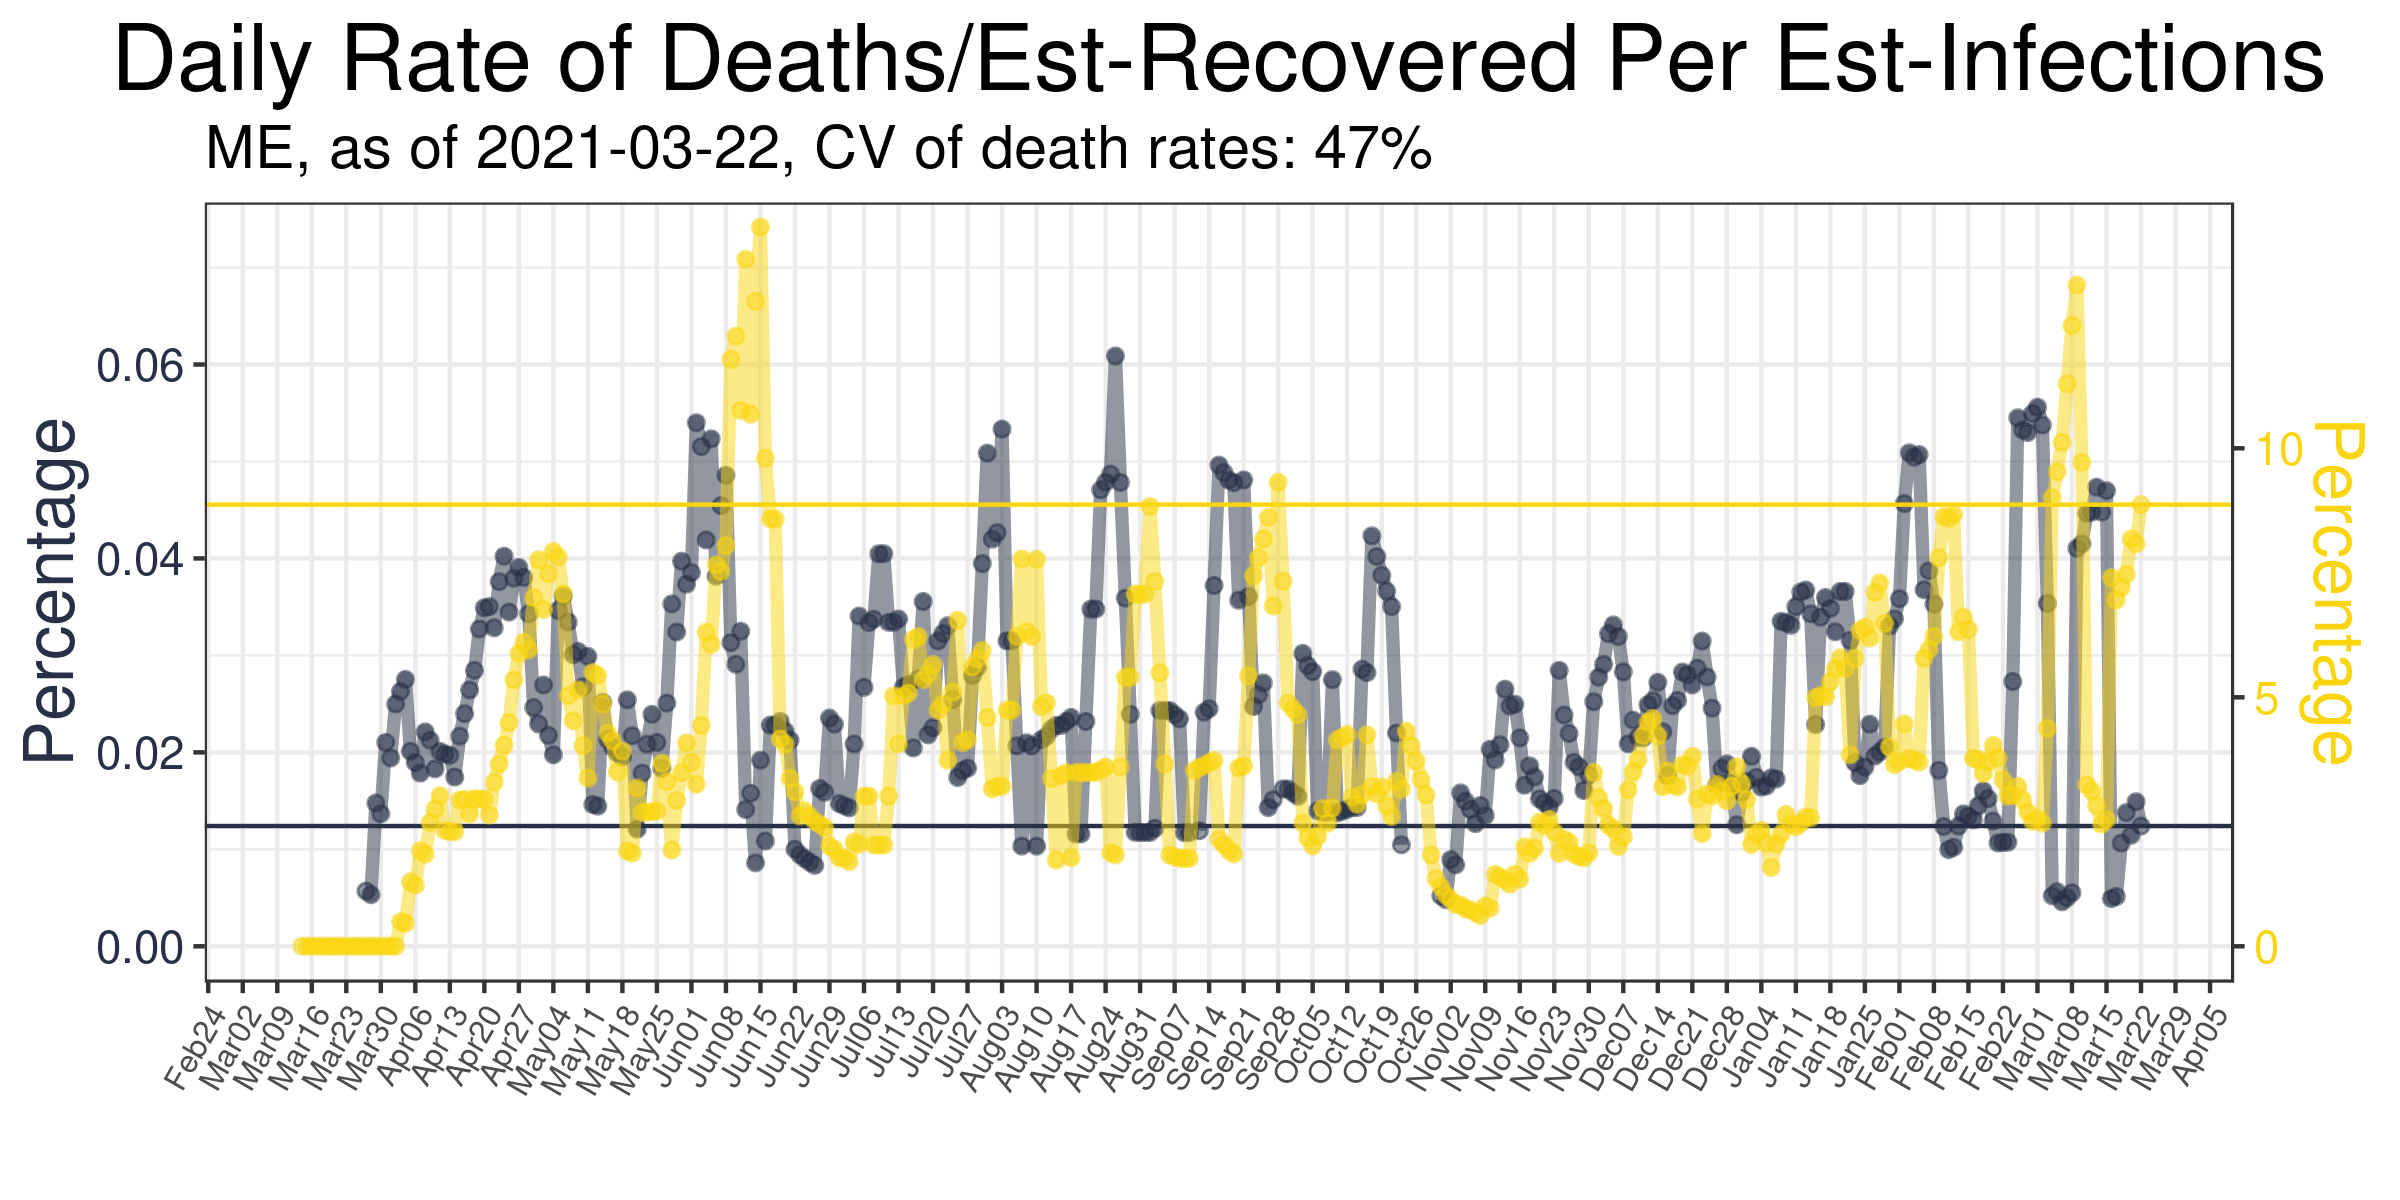 Daily Rate of Deaths/Est-Recovered Per Est-Infections
ME, as of 2021-03-22, CV of death rates: 47%
Percentage
0.06
0.04
0.02
0.00
10
5
0
Percentage
Feb24
Mar02
Mar09
Mar16
Mar23
Mar30
Apr06
Apr13
Apr20
Apr27
May04
May11
May18
May25
Jun01
Jun08
Jun15
Jun22
Jun29
Jul06
Jul13
Jul20
Jul27
Aug03
Aug10
Aug17
Aug24
Aug31
Sep07
Sep14
Sep21
Sep28
Oct05
Oct12
Oct19
Oct26
Nov02
Nov09
Nov16
Nov23
Nov30
Dec07
Dec14
Dec21
Dec28
Jan04
Jan11
Jan18
Jan25
Feb01
Feb08
Feb15
Feb22
Mar01
Mar08
Mar15
Mar22
Mar29
Apr05